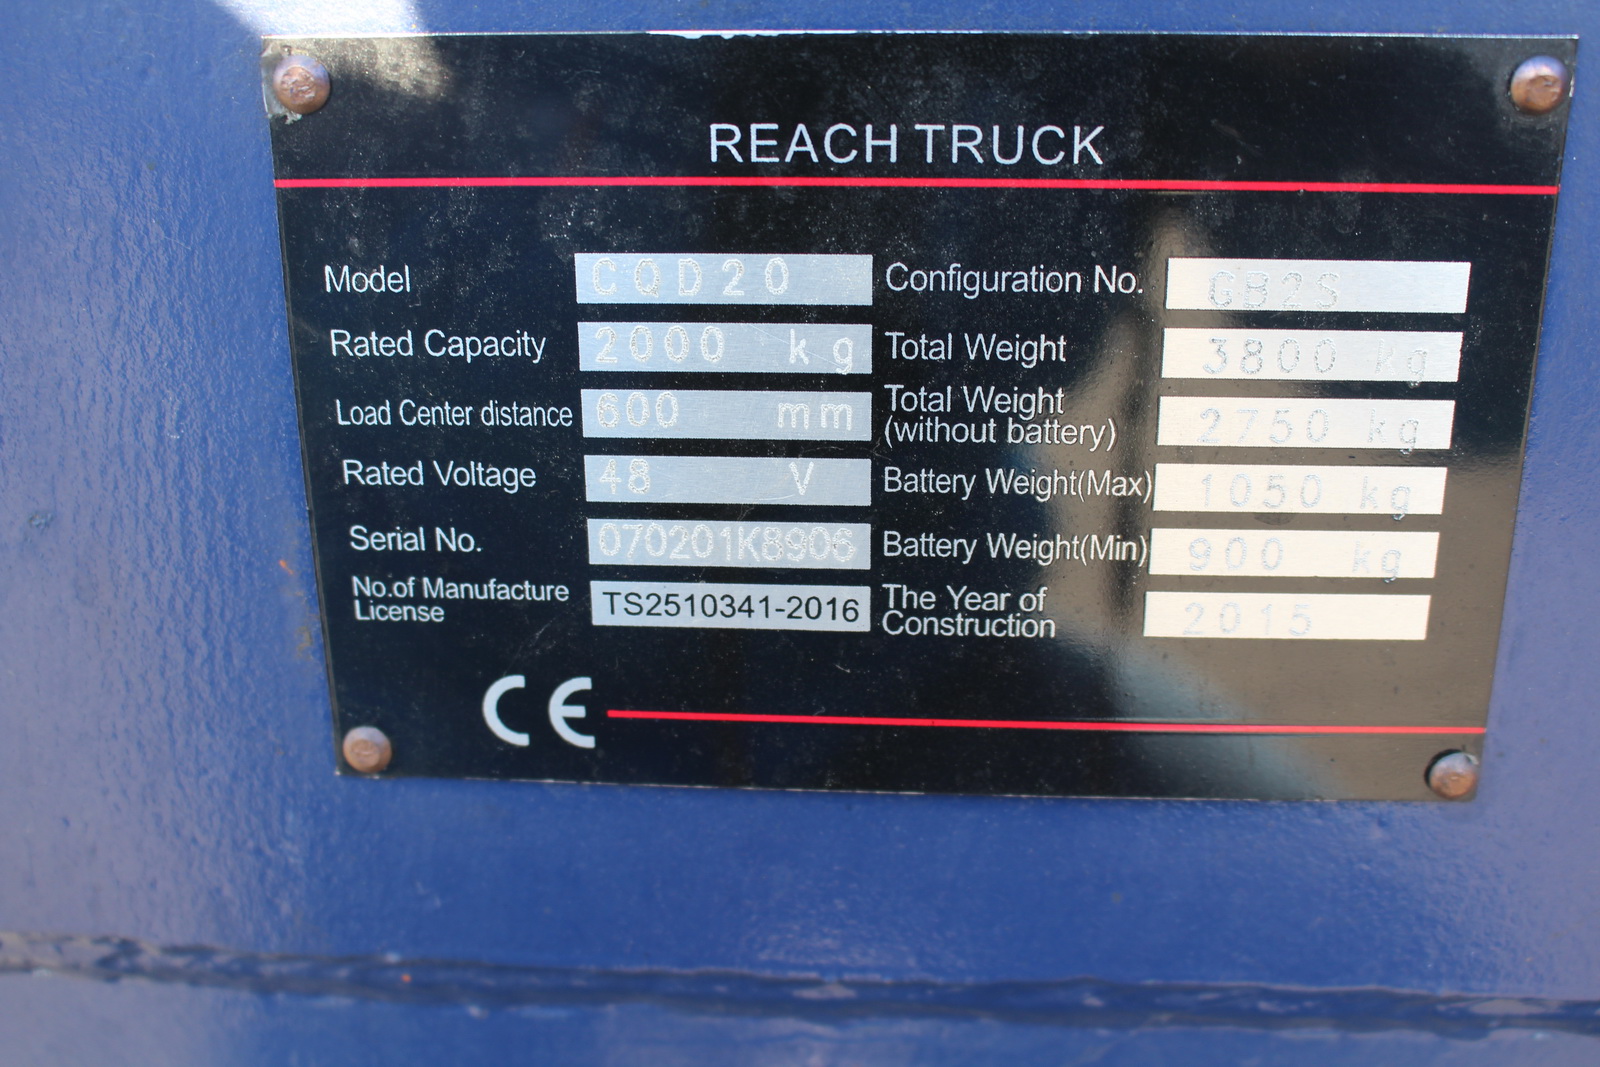 REACH TRUCK
Model CQD20 Configuration No. GB2S
Rated Capacity 2000 kg Total Weight 3800 kg
Load Center distance 600 mm Total Weight (without battery) 2750 kg
Rated Voltage 48 V Battery Weight(Max) 1050 kg
Serial No. 070201K8906 Battery Weight(Min) 900 kg
No.of Manufacture License TS2510341-2016 The Year of Construction 2015
CE